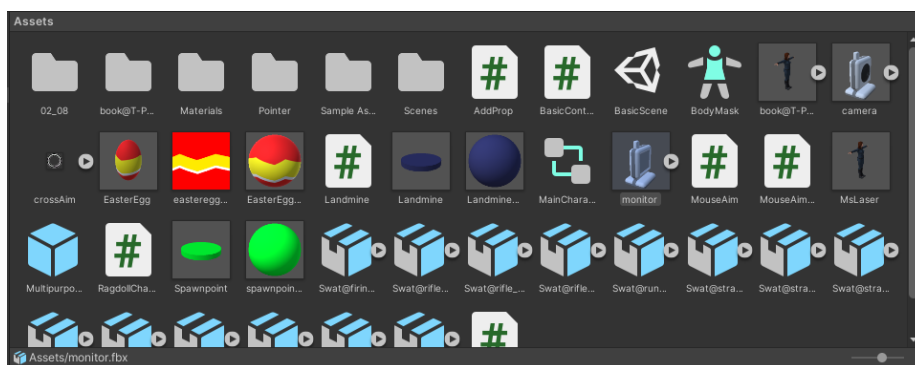 Assets
02_08 book@T-P... Materials Pointer Sample As... Scenes AddProp BasicCont... BasicScene BodyMask book@T-P... camera
crossAim EasterEgg easteregg... EasterEgg... Landmine Landmine Landmine... MainChara... monitor MouseAim MouseAim... MsLaser
Multipurpo... RagdollCha... Spawnpoint spawnpoin... Swat@firin... Swat@rifle... Swat@rifle_... Swat@rifle... Swat@run... Swat@stra... Swat@stra... Swat@stra...
Assets/monitor.fbx